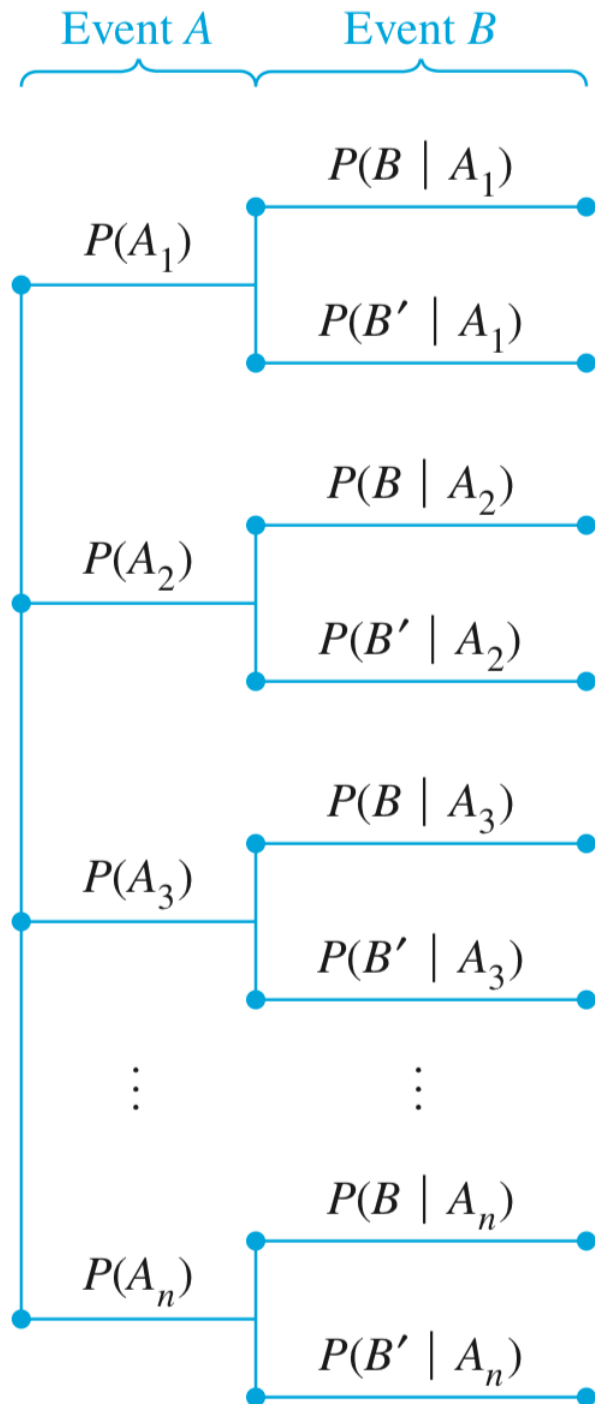 Event A Event B
P(B | A₁)
P(A₁)
P(B′ | A₁)
P(B | A₂)
P(A₂)
P(B′ | A₂)
P(B | A₃)
P(A₃)
P(B′ | A₃)
⋮ ⋮
P(B | Aₙ)
P(Aₙ)
P(B′ | Aₙ)